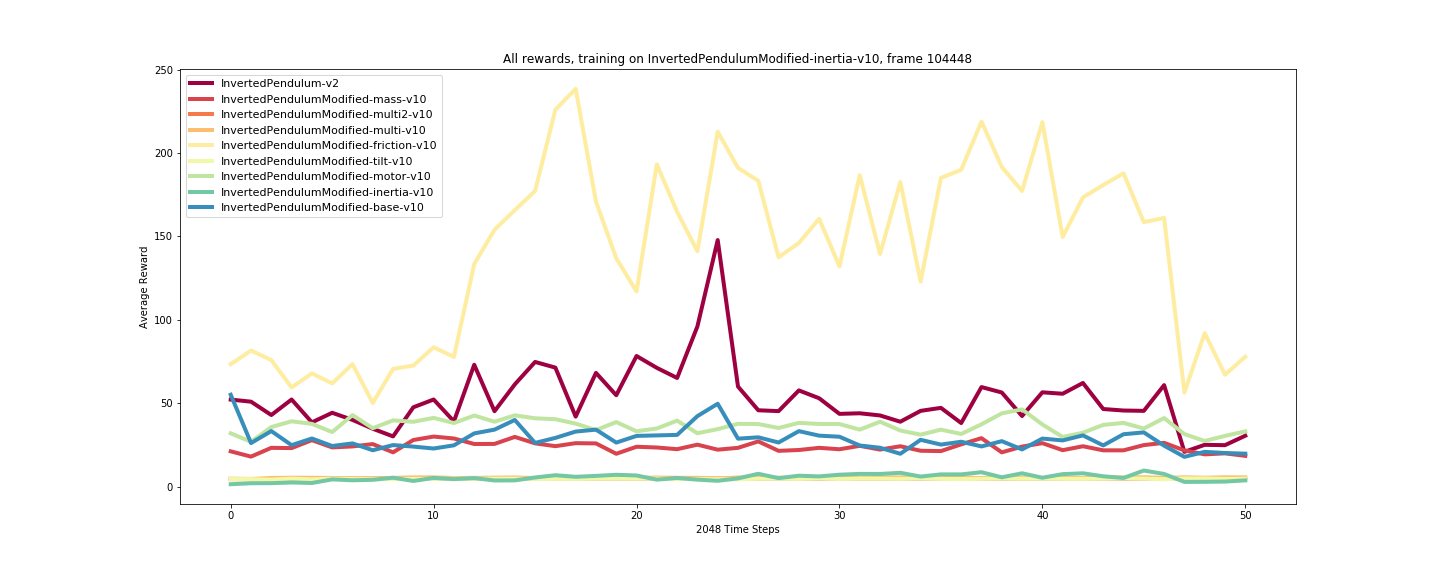 All rewards, training on InvertedPendulumModified-inertia-v10, frame 104448
250
200
150
100
50
0
Average Reward
InvertedPendulum-v2
InvertedPendulumModified-mass-v10
InvertedPendulumModified-multi2-v10
InvertedPendulumModified-multi-v10
InvertedPendulumModified-friction-v10
InvertedPendulumModified-tilt-v10
InvertedPendulumModified-motor-v10
InvertedPendulumModified-inertia-v10
InvertedPendulumModified-base-v10
0 10 20 30 40 50
2048 Time Steps